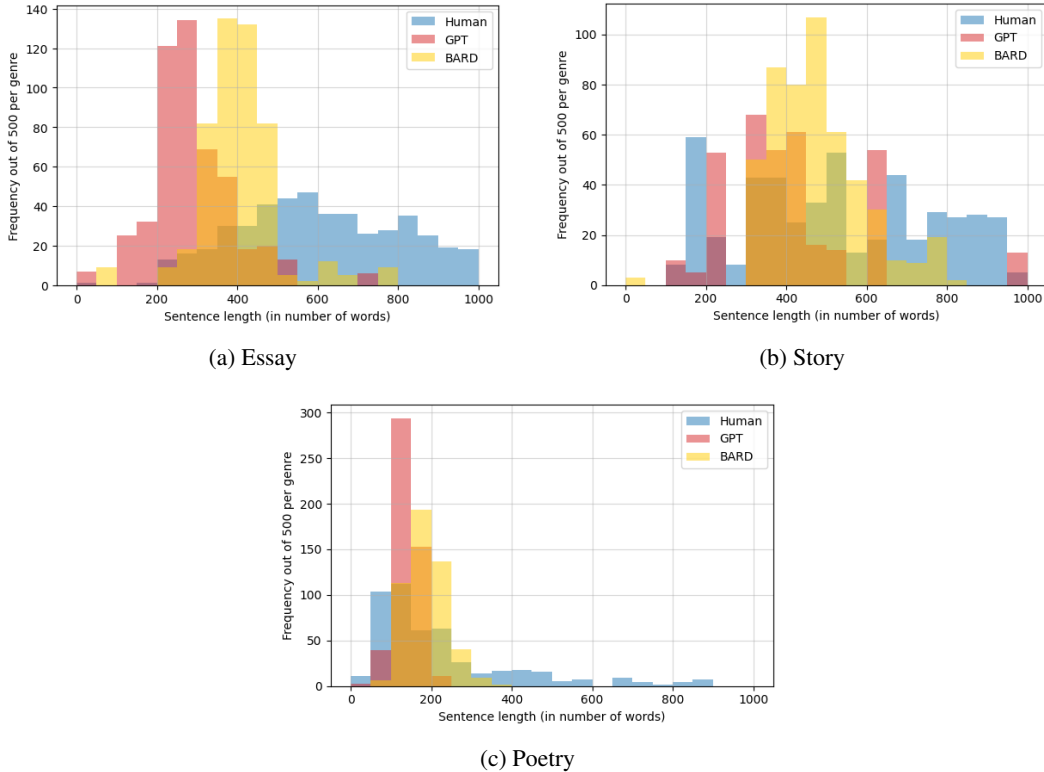 140
120
100
80
60
40
20
0
Frequency out of 500 per genre
Human
GPT
BARD
0 200 400 600 800 1000
Sentence length (in number of words)
(a) Essay
100
80
60
40
20
0
Frequency out of 500 per genre
Human
GPT
BARD
0 200 400 600 800 1000
Sentence length (in number of words)
(b) Story
300
250
200
150
100
50
0
Frequency out of 500 per genre
Human
GPT
BARD
0 200 400 600 800 1000
Sentence length (in number of words)
(c) Poetry